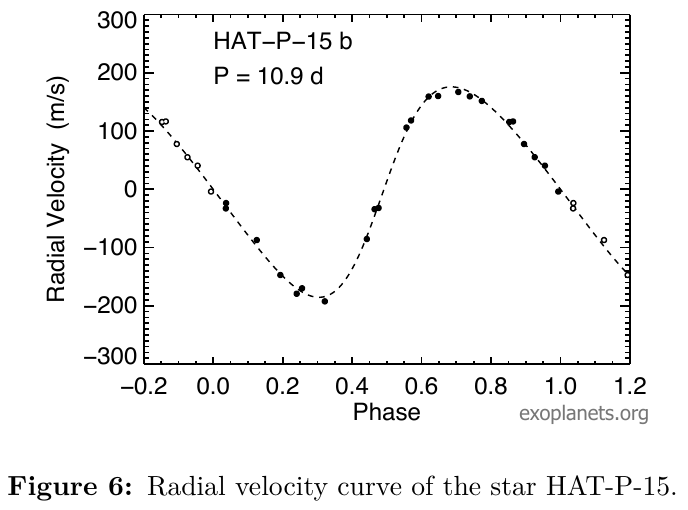 300
200
100
0
−100
−200
−300
Radial Velocity (m/s)
HAT−P−15 b
P = 10.9 d
−0.2 0.0 0.2 0.4 0.6 0.8 1.0 1.2
Phase
exoplanets.org
Figure 6: Radial velocity curve of the star HAT-P-15.